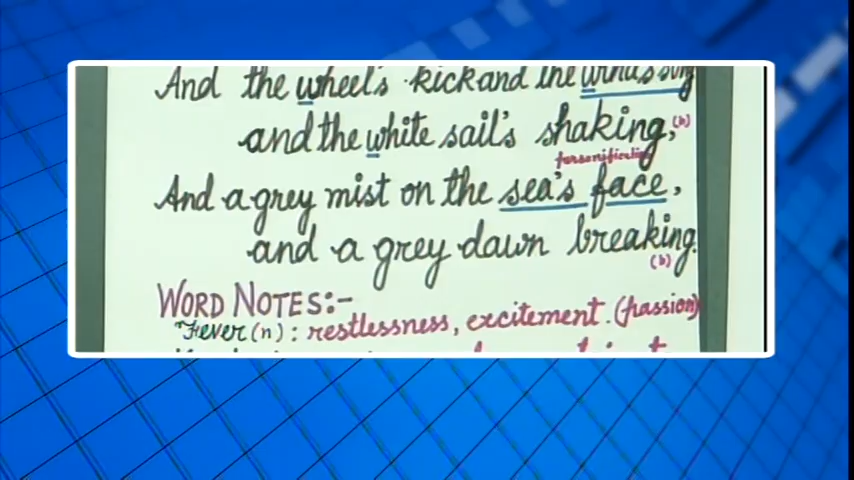 And the wheel's kick and the wind's song
and the white sail's shaking, (b)
personification
And a grey mist on the sea's face,
and a grey dawn breaking.
(b)
WORD NOTES:-
*Fever (n) : restlessness, excitement. (passion)